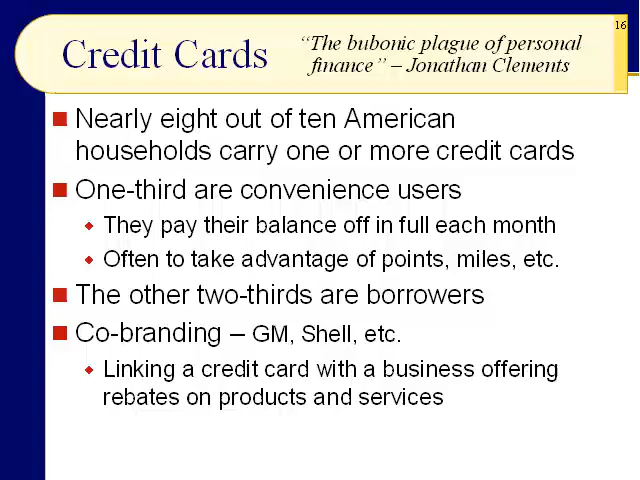 16
Credit Cards
“The bubonic plague of personal
finance” – Jonathan Clements
Nearly eight out of ten American
households carry one or more credit cards
One-third are convenience users
They pay their balance off in full each month
Often to take advantage of points, miles, etc.
The other two-thirds are borrowers
Co-branding – GM, Shell, etc.
Linking a credit card with a business offering
rebates on products and services